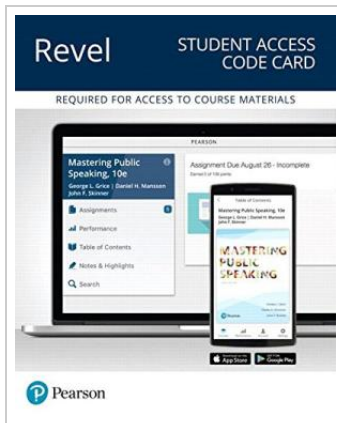 Revel
STUDENT ACCESS
CODE CARD
REQUIRED FOR ACCESS TO COURSE MATERIALS
PEARSON
Mastering Public
Speaking, 10e
George L. Grice | Daniel H. Mansson
John F. Skinner
Assignments
Performance
Table of Contents
Notes & Highlights
Search
Assignment Due August 26 - Incomplete
Table of Contents
Mastering Public Speaking, 10e
MASTERING
PUBLIC
SPEAKING
App Store
Google Play
Pearson